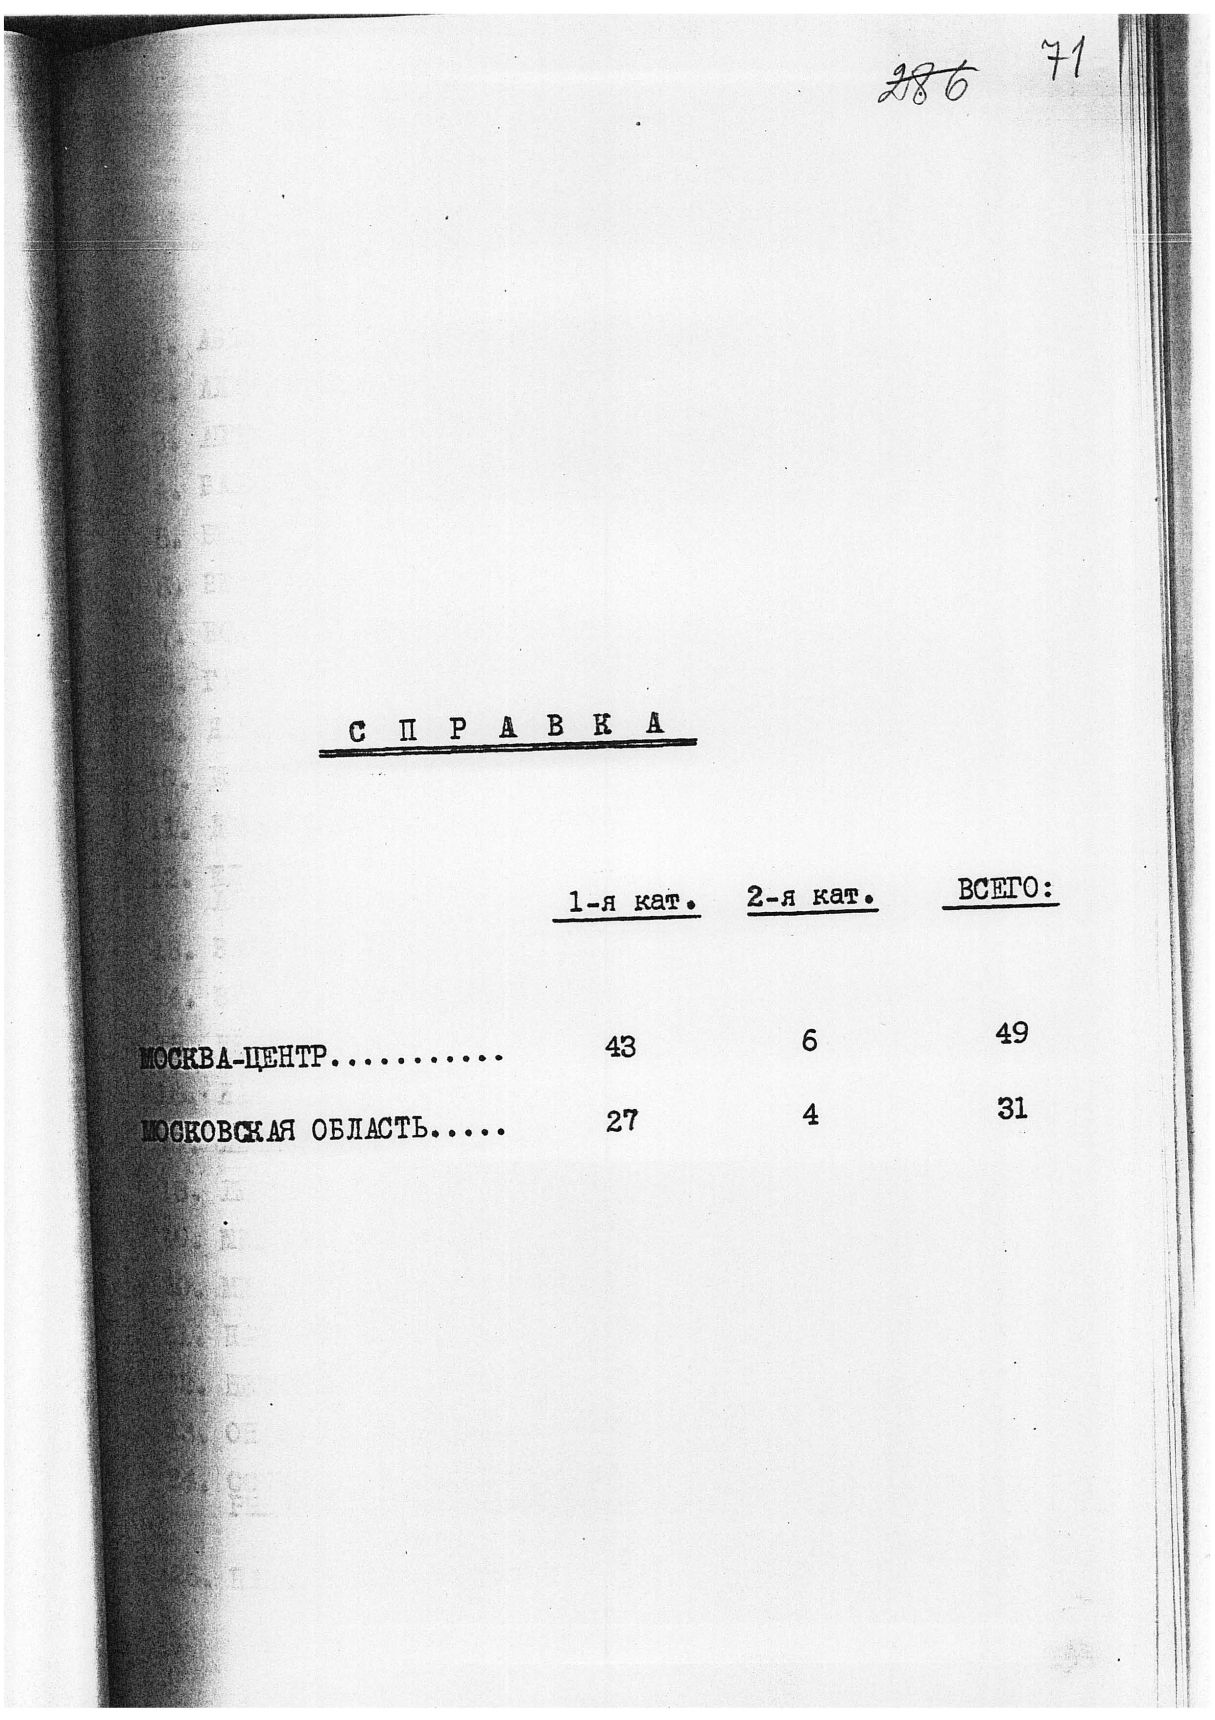 286 71
С П Р А В К А
1-я кат. 2-я кат. ВСЕГО:
МОСКВА-ЦЕНТР........... 43 6 49
МОСКОВСКАЯ ОБЛАСТЬ..... 27 4 31